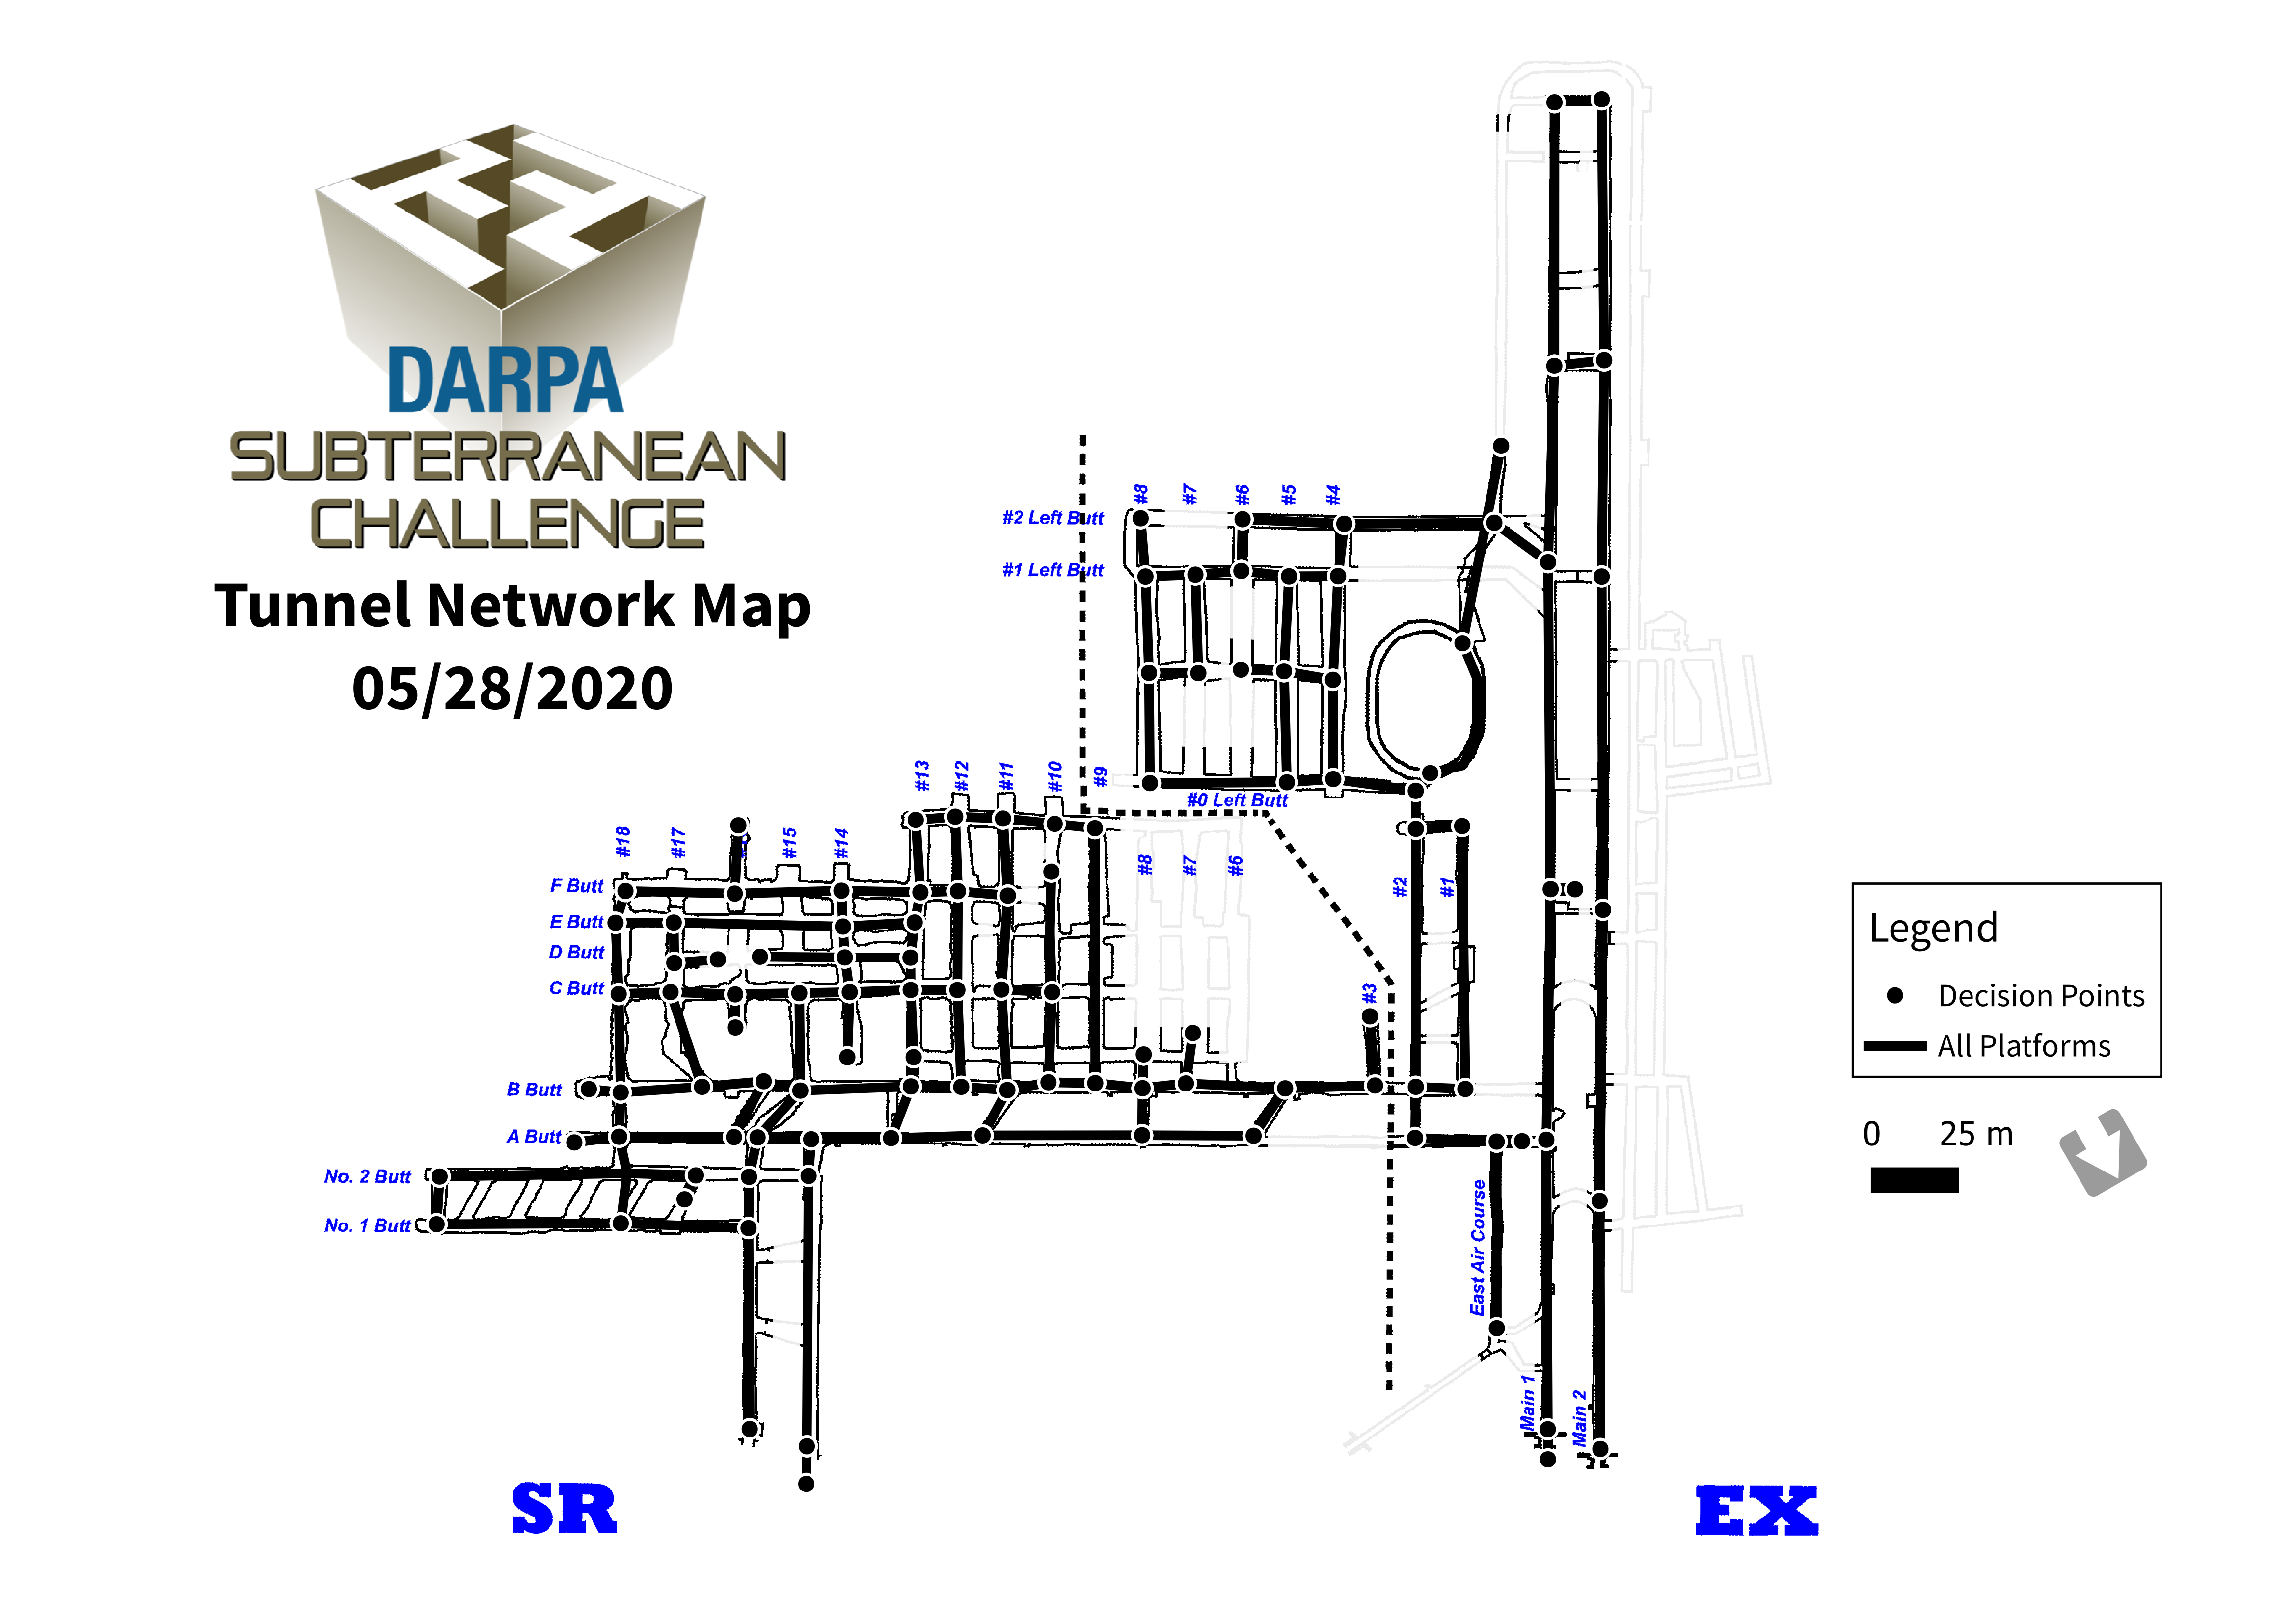 DARPA
SUBTERRANEAN
CHALLENGE
Tunnel Network Map
05/28/2020
#8
#7
#6
#5
#4
#2 Left Butt
#1 Left Butt
#13
#12
#11
#10
#9
#0 Left Butt
#18
#17
#15
#14
#8
#7
#6
#2
#1
F Butt
E Butt
D Butt
C Butt
#3
B Butt
A Butt
No. 2 Butt
No. 1 Butt
East Air Course
Main 1
Main 2
Legend
Decision Points
All Platforms
0 25 m
SR
EX